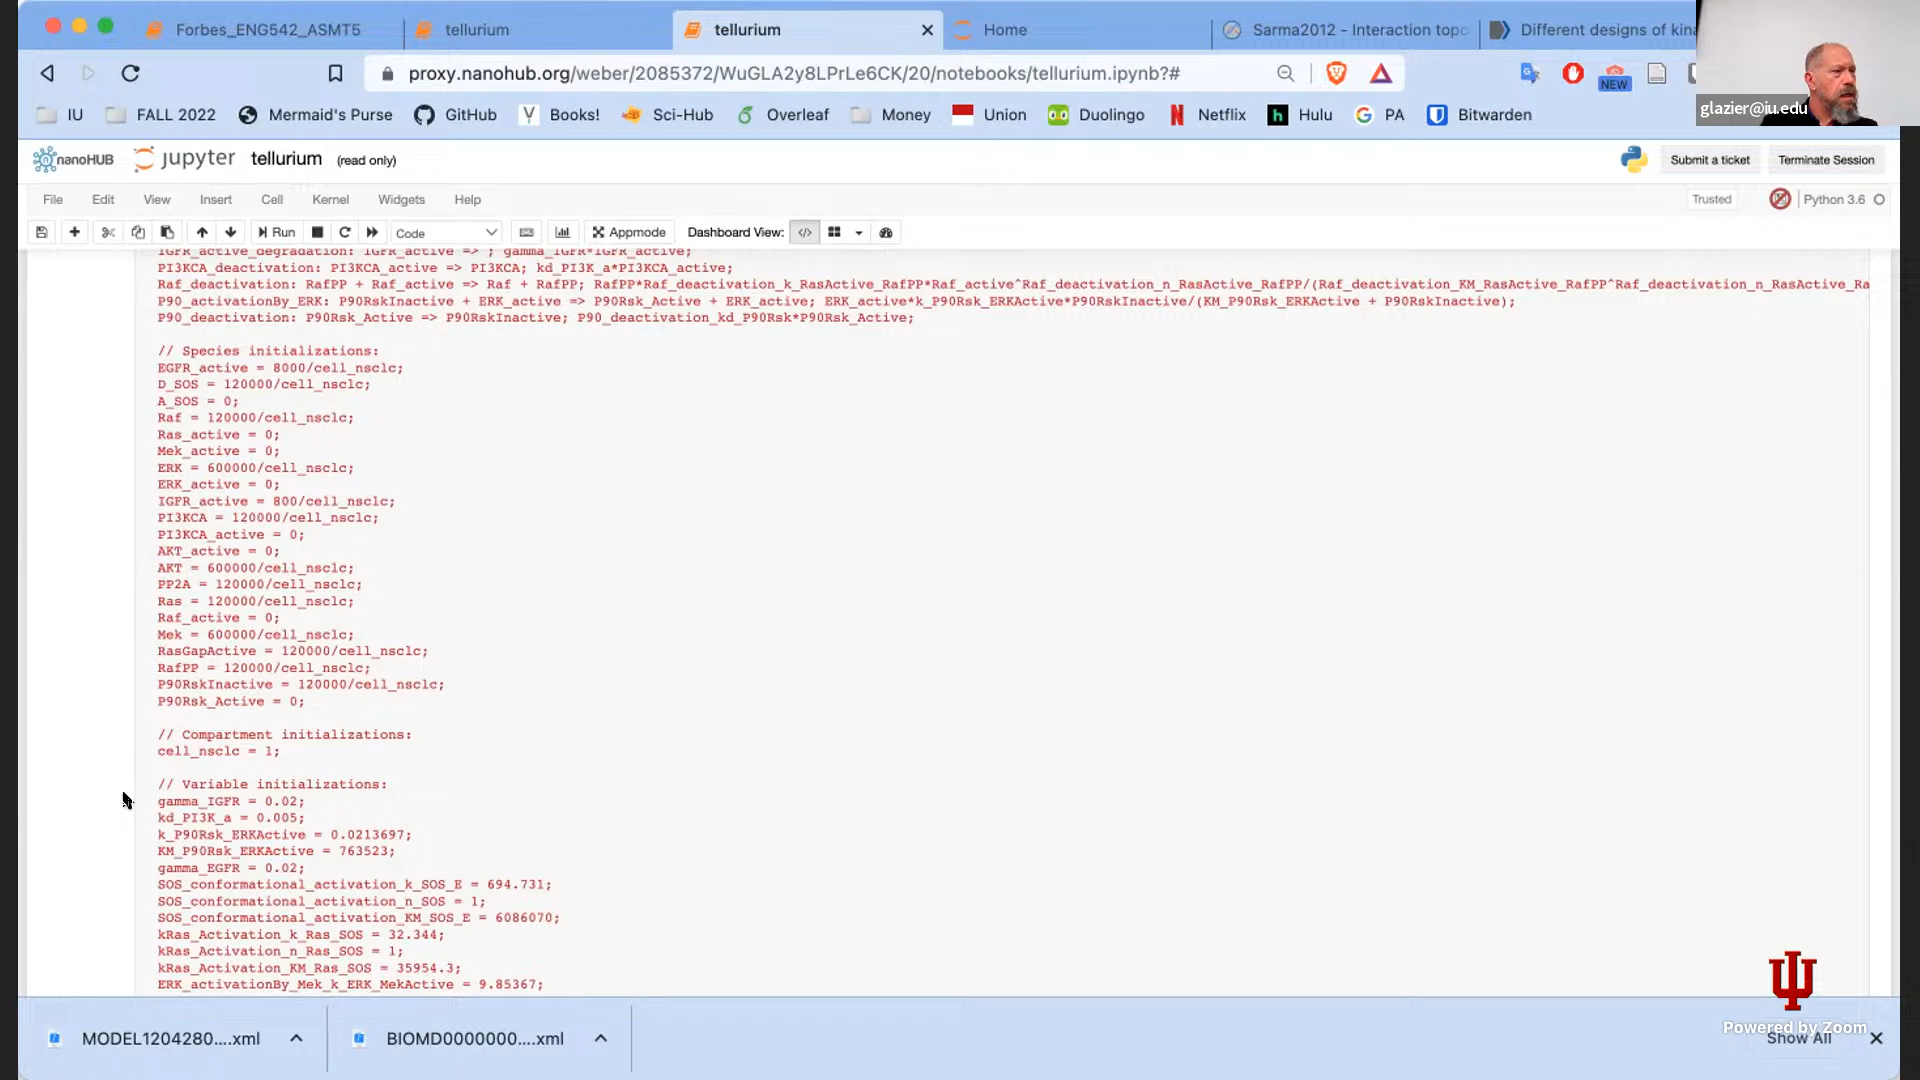 Forbes_ENG542_ASMT5
tellurium
tellurium
Home
Sarma2012 - Interaction topo
Different designs of kina
proxy.nanohub.org/weber/2085372/WuGLA2y8LPrLe6CK/20/notebooks/tellurium.ipynb?#
NEW
glazier@iu.edu
IU
FALL 2022
Mermaid's Purse
GitHub
Books!
Sci-Hub
Overleaf
Money
Union
Duolingo
Netflix
Hulu
PA
Bitwarden
nanoHUB
jupyter
tellurium
(read only)
Submit a ticket
Terminate Session
File
Edit
View
Insert
Cell
Kernel
Widgets
Help
Trusted
Python 3.6
Run
Code
Appmode
Dashboard View:
IGFR_active_degradation: IGFR_active => ; gamma_IGFR*IGFR_active;
PI3KCA_deactivation: PI3KCA_active => PI3KCA; kd_PI3K_a*PI3KCA_active;
Raf_deactivation: RafPP + Raf_active => Raf + RafPP; RafPP*Raf_deactivation_k_RasActive_RafPP*Raf_active^Raf_deactivation_n_RasActive_RafPP/(Raf_deactivation_KM_RasActive_RafPP^Raf_deactivation_n_RasActive_Ra
P90_activationBy_ERK: P90RskInactive + ERK_active => P90Rsk_Active + ERK_active; ERK_active*k_P90Rsk_ERKActive*P90RskInactive/(KM_P90Rsk_ERKActive + P90RskInactive);
P90_deactivation: P90Rsk_Active => P90RskInactive; P90_deactivation_kd_P90Rsk*P90Rsk_Active;
// Species initializations:
EGFR_active = 8000/cell_nsclc;
D_SOS = 120000/cell_nsclc;
A_SOS = 0;
Raf = 120000/cell_nsclc;
Ras_active = 0;
Mek_active = 0;
ERK = 600000/cell_nsclc;
ERK_active = 0;
IGFR_active = 800/cell_nsclc;
PI3KCA = 120000/cell_nsclc;
PI3KCA_active = 0;
AKT_active = 0;
AKT = 600000/cell_nsclc;
PP2A = 120000/cell_nsclc;
Ras = 120000/cell_nsclc;
Raf_active = 0;
Mek = 600000/cell_nsclc;
RasGapActive = 120000/cell_nsclc;
RafPP = 120000/cell_nsclc;
P90RskInactive = 120000/cell_nsclc;
P90Rsk_Active = 0;
// Compartment initializations:
cell_nsclc = 1;
// Variable initializations:
gamma_IGFR = 0.02;
kd_PI3K_a = 0.005;
k_P90Rsk_ERKActive = 0.0213697;
KM_P90Rsk_ERKActive = 763523;
gamma_EGFR = 0.02;
SOS_conformational_activation_k_SOS_E = 694.731;
SOS_conformational_activation_n_SOS = 1;
SOS_conformational_activation_KM_SOS_E = 6086070;
kRas_Activation_k_Ras_SOS = 32.344;
kRas_Activation_n_Ras_SOS = 1;
kRas_Activation_KM_Ras_SOS = 35954.3;
ERK_activationBy_Mek_k_ERK_MekActive = 9.85367;
MODEL1204280....xml
BIOMD0000000....xml
Powered by Zoom
Show All